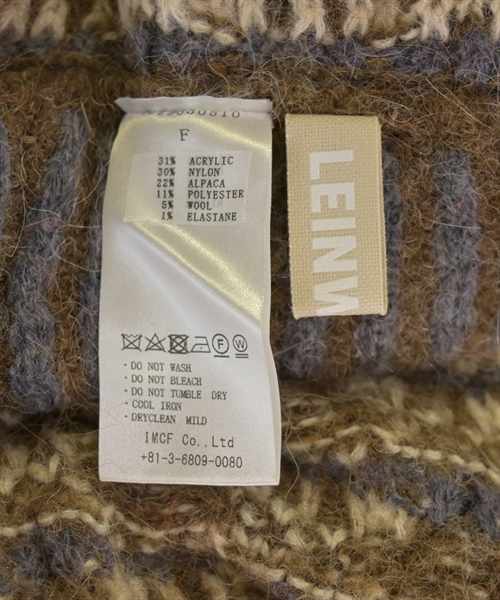 F
31% ACRYLIC
30% NYLON
22% ALPACA
11% POLYESTER
5% WOOL
1% ELASTANE
F W
・DO NOT WASH
・DO NOT BLEACH
・DO NOT TUMBLE DRY
・COOL IRON
・DRYCLEAN MILD
IMCF Co.,Ltd
+81-3-6809-0080
LEINW